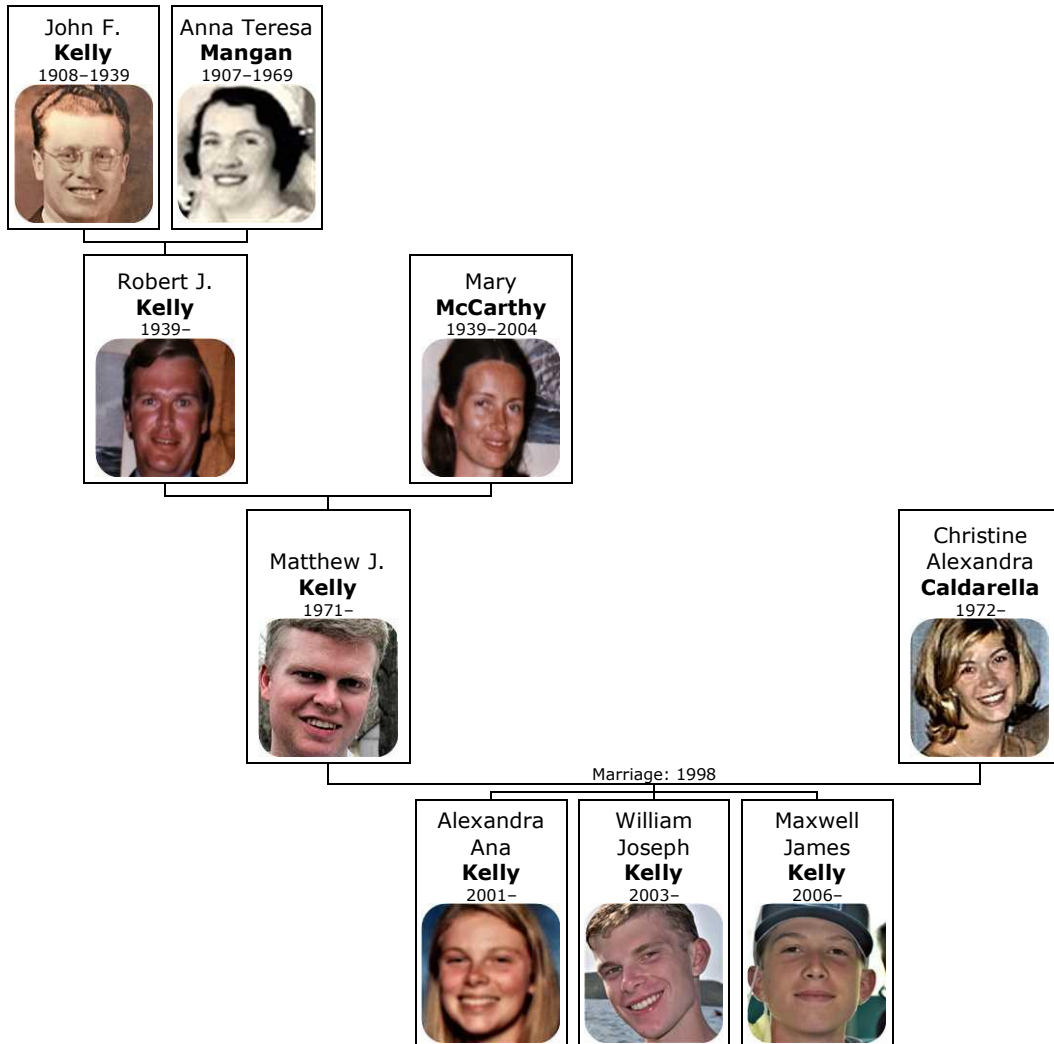 John F.
Kelly
1908–1939
Anna Teresa
Mangan
1907–1969
Robert J.
Kelly
1939–
Mary
McCarthy
1939–2004
Matthew J.
Kelly
1971–
Christine
Alexandra
Caldarella
1972–
Marriage: 1998
Alexandra
Ana
Kelly
2001–
William
Joseph
Kelly
2003–
Maxwell
James
Kelly
2006–